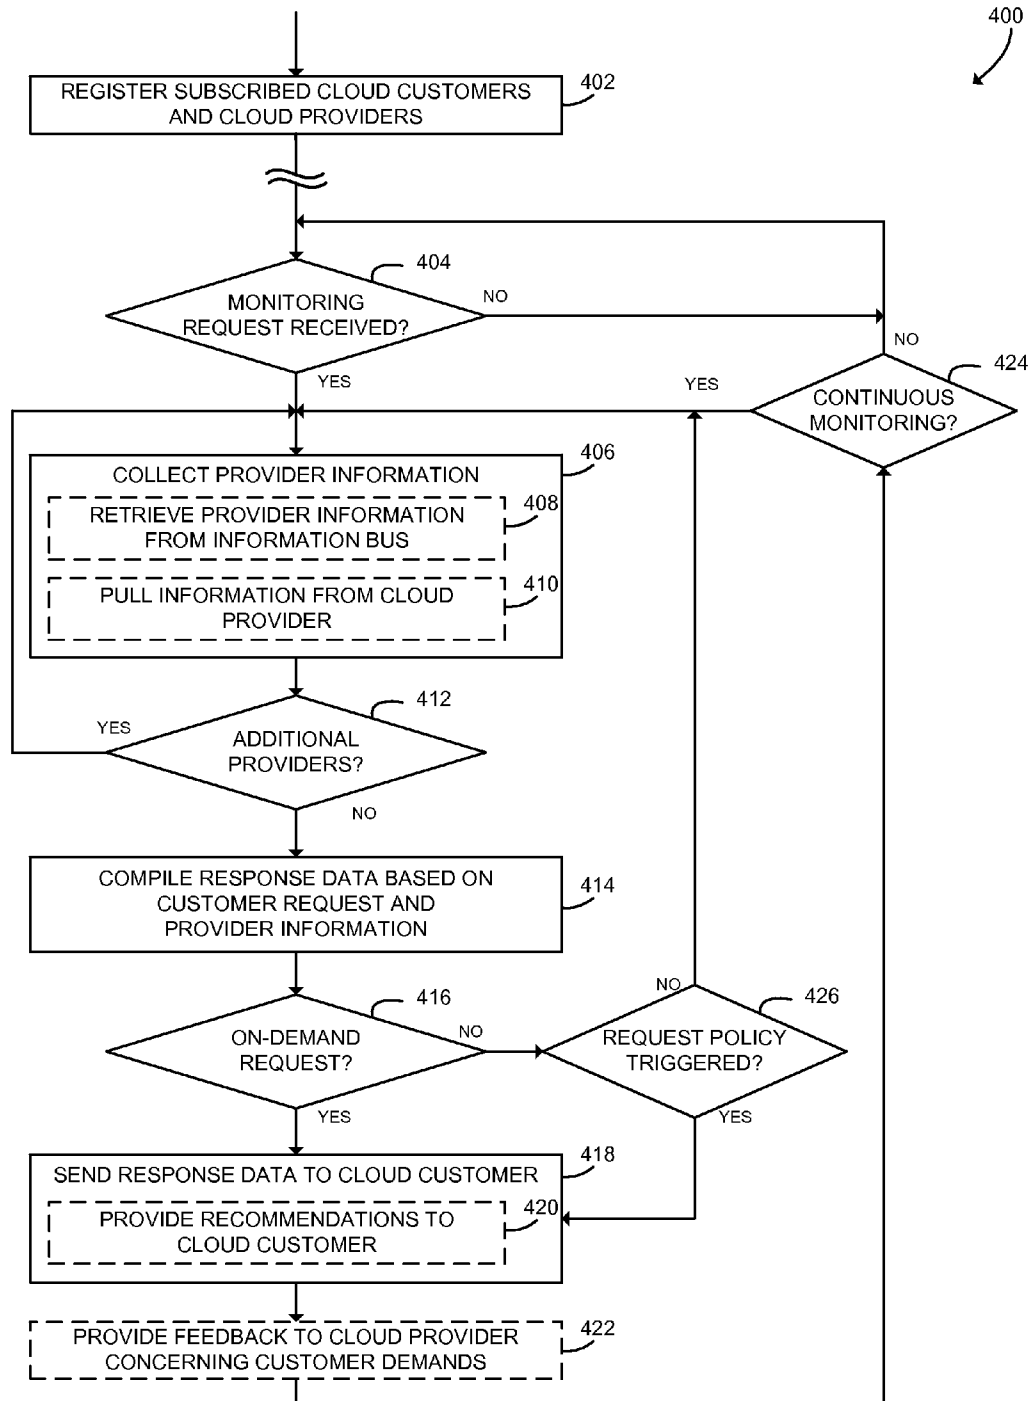 400
REGISTER SUBSCRIBED CLOUD CUSTOMERS
AND CLOUD PROVIDERS
402
MONITORING
REQUEST RECEIVED?
404
NO
YES
NO
424
CONTINUOUS
MONITORING?
YES
COLLECT PROVIDER INFORMATION
406
RETRIEVE PROVIDER INFORMATION
FROM INFORMATION BUS
408
PULL INFORMATION FROM CLOUD
PROVIDER
410
412
YES
ADDITIONAL
PROVIDERS?
NO
COMPILE RESPONSE DATA BASED ON
CUSTOMER REQUEST AND
PROVIDER INFORMATION
414
416
ON-DEMAND
REQUEST?
NO
YES
NO
426
REQUEST POLICY
TRIGGERED?
YES
SEND RESPONSE DATA TO CLOUD CUSTOMER
418
PROVIDE RECOMMENDATIONS TO
CLOUD CUSTOMER
420
PROVIDE FEEDBACK TO CLOUD PROVIDER
CONCERNING CUSTOMER DEMANDS
422